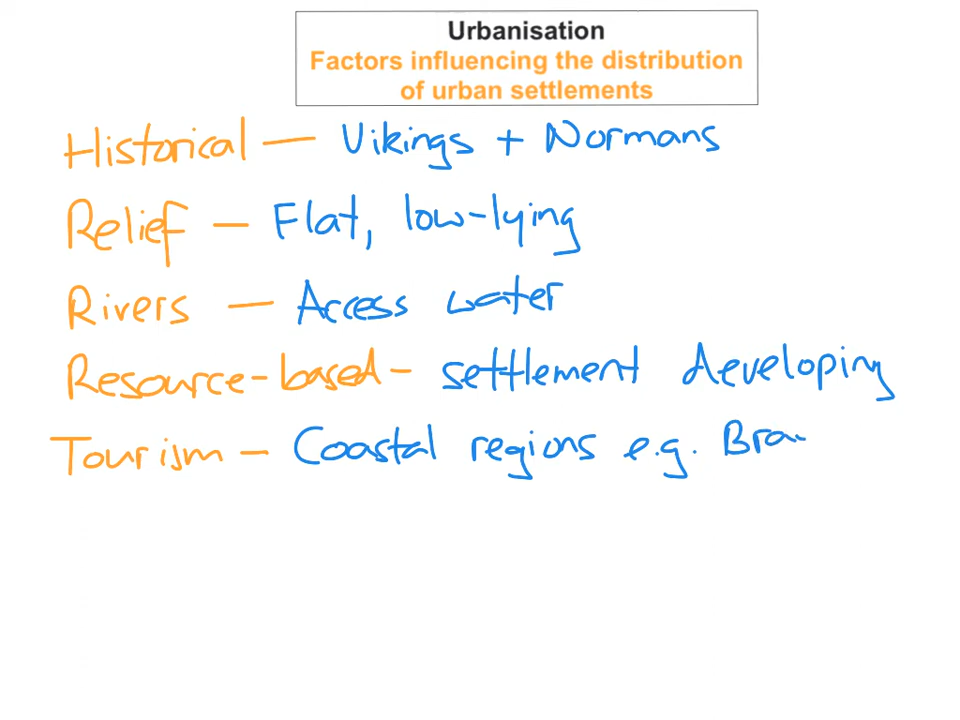 Urbanisation
Factors influencing the distribution
of urban settlements
Historical — Vikings + Normans
Relief — Flat, low-lying
Rivers — Access water
Resource-based - settlement developing
Tourism — Coastal regions e.g. Bra